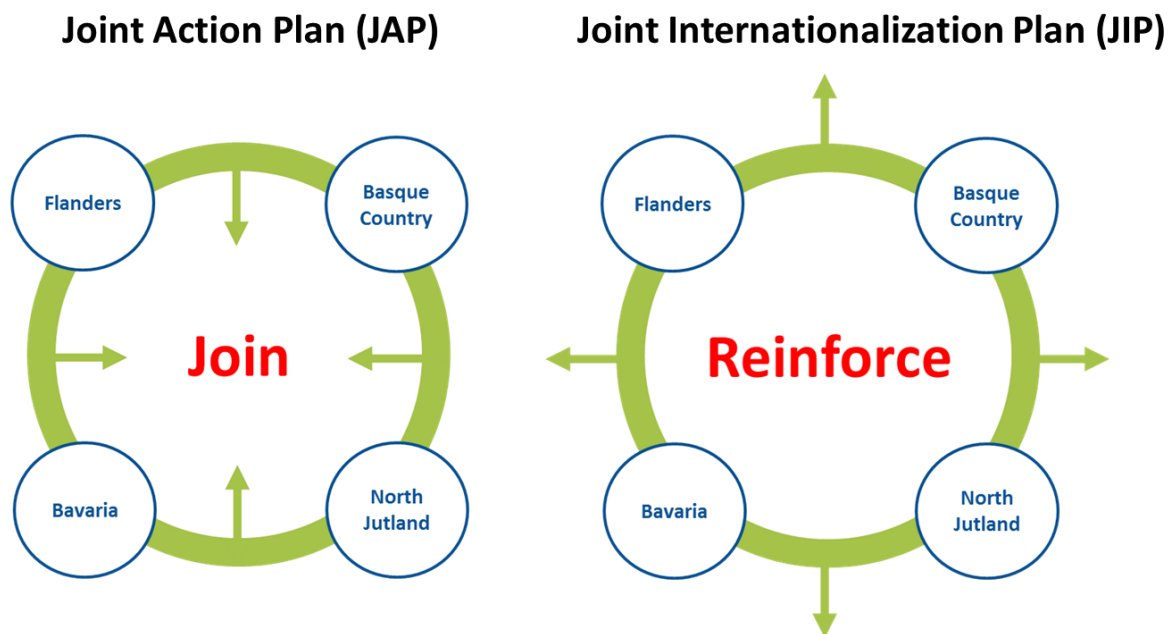 Joint Action Plan (JAP)
Flanders
Basque
Country
Join
Bavaria
North
Jutland
Joint Internationalization Plan (JIP)
Flanders
Basque
Country
Reinforce
Bavaria
North
Jutland